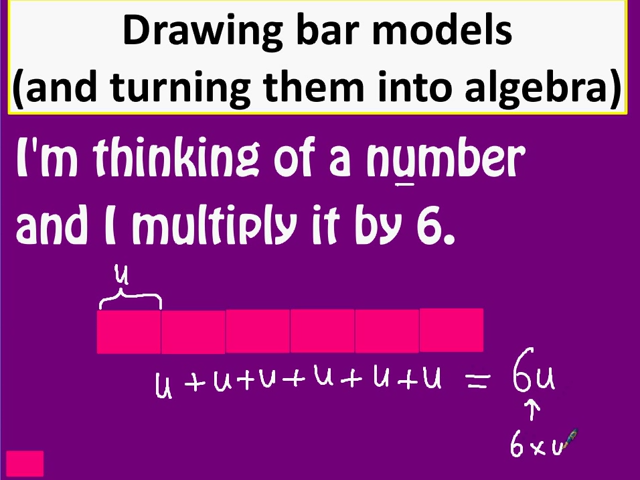 Drawing bar models
(and turning them into algebra)
I'm thinking of a number
and I multiply it by 6.
u
u + u + u + u + u + u = 6u
↑
6 × u